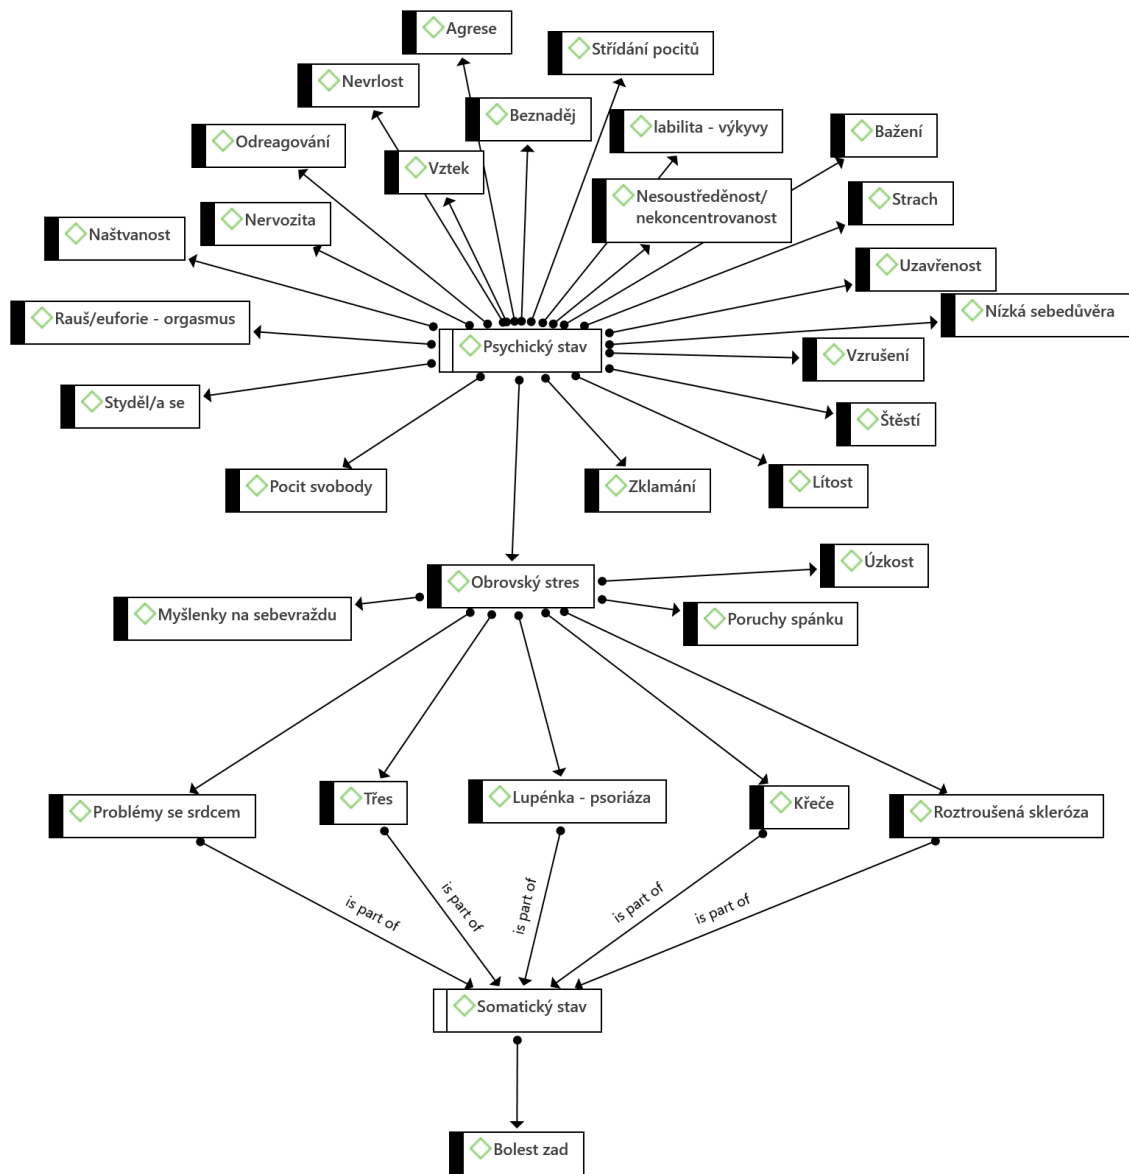 Agrese
Střídání pocitů
Nevrlost
Beznaděj
labilita - výkyvy
Bažení
Odreagování
Vztek
Nesoustředěnost/
nekoncentrovanost
Strach
Naštvanost
Nervozita
Uzavřenost
Rauš/euforie - orgasmus
Nízká sebedůvěra
Psychický stav
Vzrušení
Styděl/a se
Štěstí
Pocit svobody
Zklamání
Lítost
Obrovský stres
Úzkost
Myšlenky na sebevraždu
Poruchy spánku
Problémy se srdcem
Třes
Lupénka - psoriáza
Křeče
Roztroušená skleróza
is part of
is part of
is part of
is part of
is part of
Somatický stav
Bolest zad